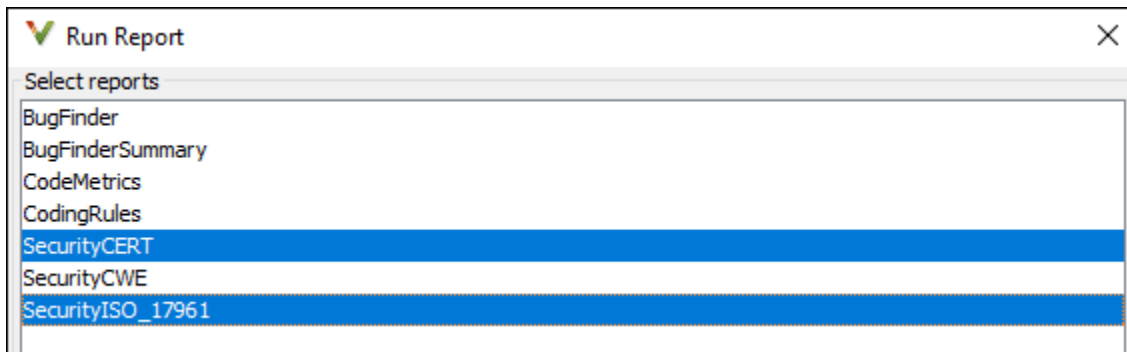 Run Report
Select reports
BugFinder
BugFinderSummary
CodeMetrics
CodingRules
SecurityCERT
SecurityCWE
SecurityISO_17961